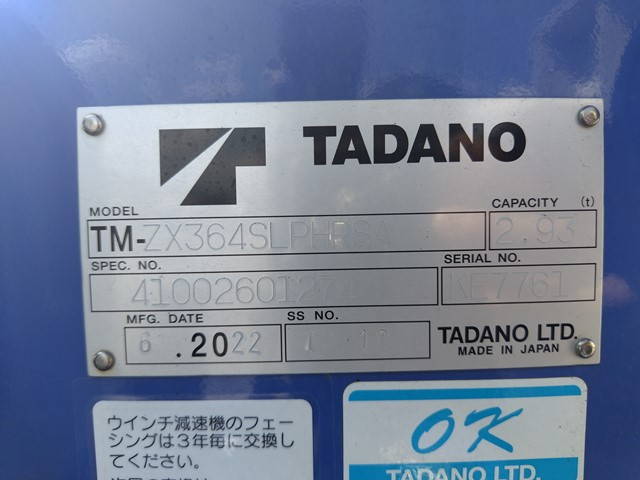 TADANO
MODEL
CAPACITY (t)
TM-ZX364SLPHRSA
2.93
SPEC. NO.
SERIAL NO.
KE7761
MFG. DATE
SS NO.
6 .2022
TADANO LTD.
MADE IN JAPAN
ウインチ減速機のフェー
シングは3年毎に交換し
てください。
OK
TADANO LTD.